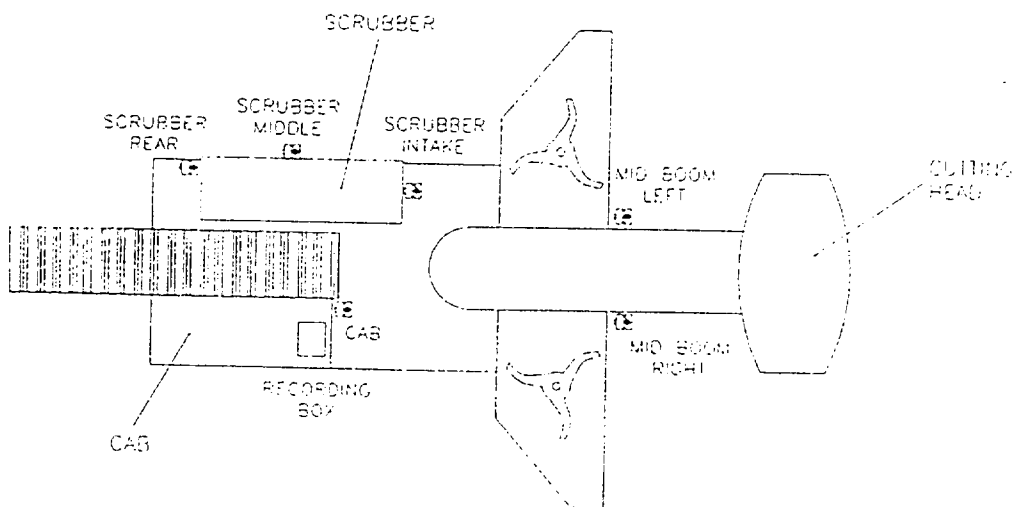 SCRUBBER
SCRUBBER
MIDDLE
SCRUBBER
REAR
SCRUBBER
INTAKE
MID BOOM
LEFT
CUTTING
HEAD
CAB
MID BOOM
RIGHT
RECORDING
BOX
CAB